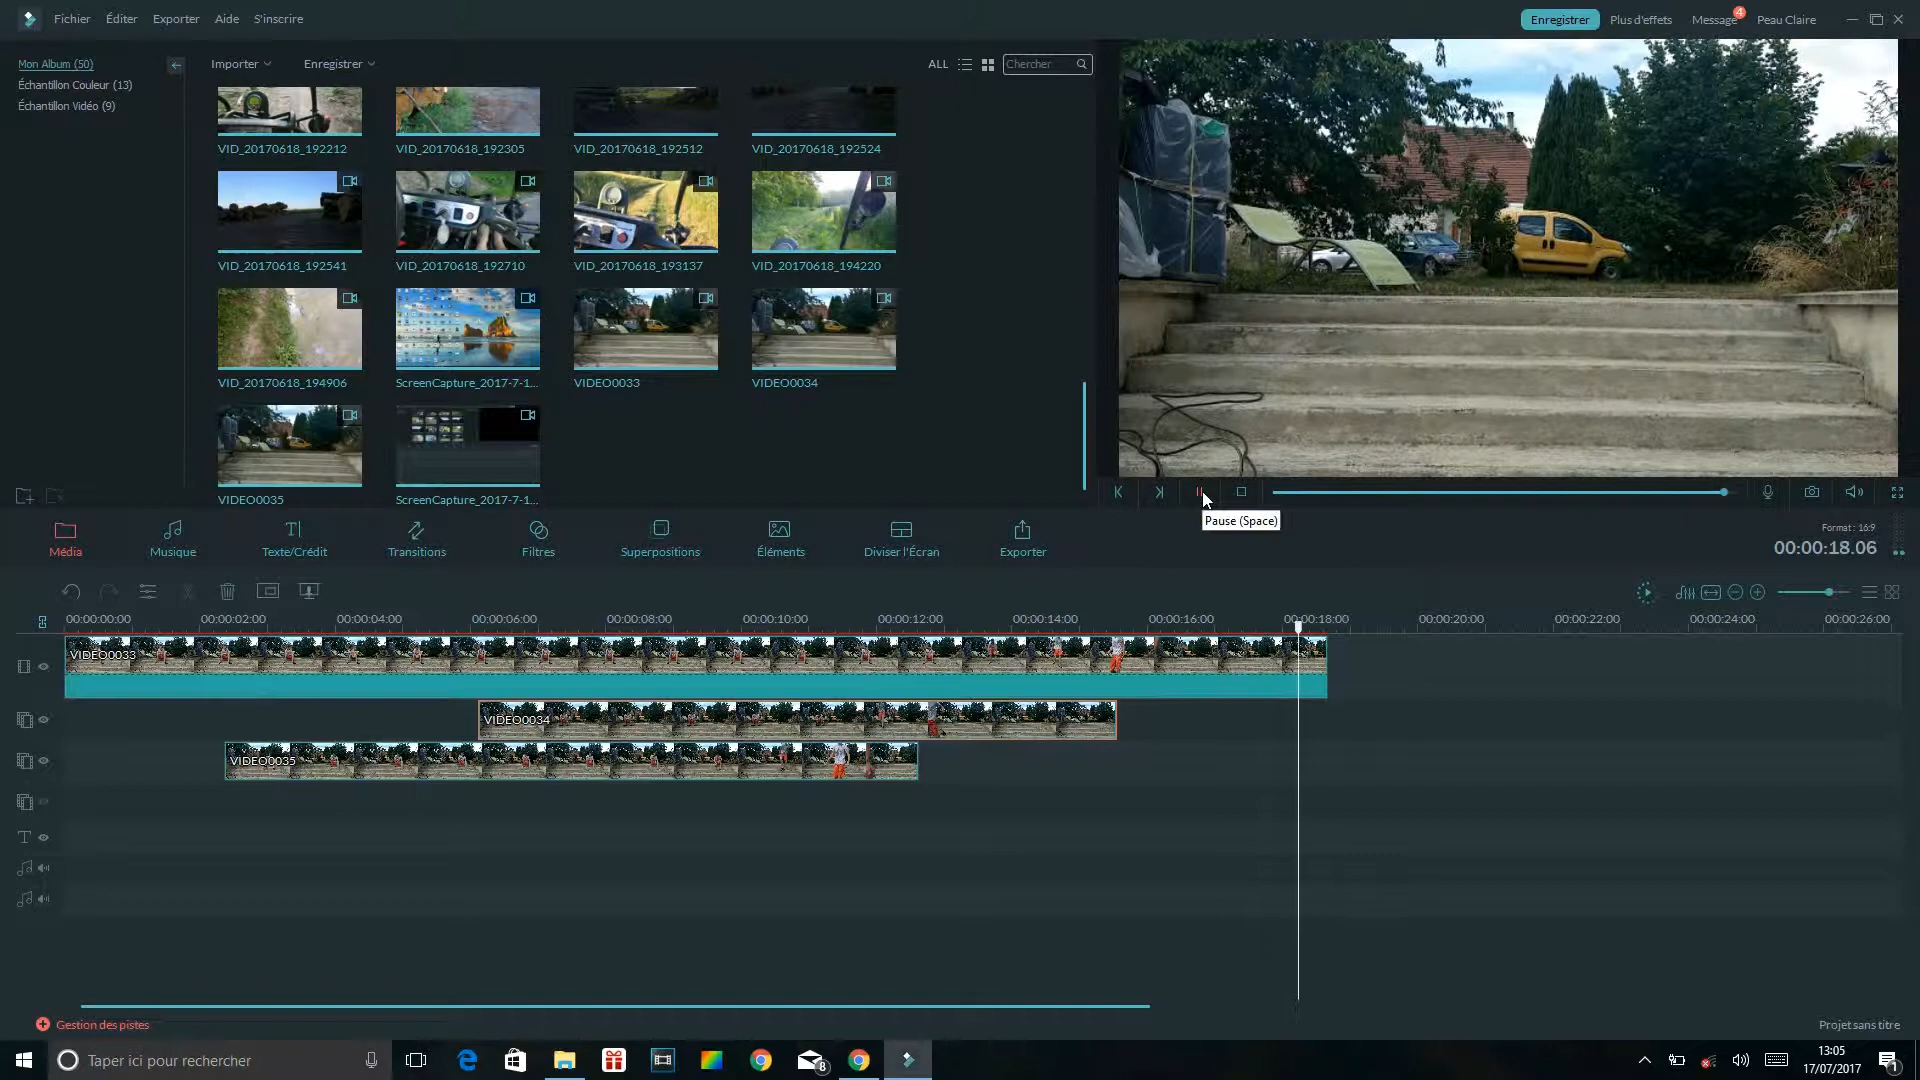 Fichier Éditer Exporter Aide S'inscrire
Enregistrer Plus d'effets Message 4 Peau Claire
Mon Album (50)
Échantillon Couleur (13)
Échantillon Vidéo (9)
Importer Enregistrer ALL Chercher
VID_20170618_192212 VID_20170618_192305 VID_20170618_192512 VID_20170618_192524
VID_20170618_192541 VID_20170618_192710 VID_20170618_193137 VID_20170618_194220
VID_20170618_194906 ScreenCapture_2017-7-1... VIDEO0033 VIDEO0034
VIDEO0035 ScreenCapture_2017-7-1...
Pause (Space)
Média Musique Texte/Crédit Transitions Filtres Superpositions Éléments Diviser l'Écran Exporter
Format : 16:9
00:00:18.06
00:00:00:00 00:00:02:00 00:00:04:00 00:00:06:00 00:00:08:00 00:00:10:00 00:00:12:00 00:00:14:00 00:00:16:00 00:00:18:00 00:00:20:00 00:00:22:00 00:00:24:00 00:00:26:00
VIDEO0033
VIDEO0034
VIDEO0035
T
Gestion des pistes
Projet sans titre
Taper ici pour rechercher
8
13:05
17/07/2017
1